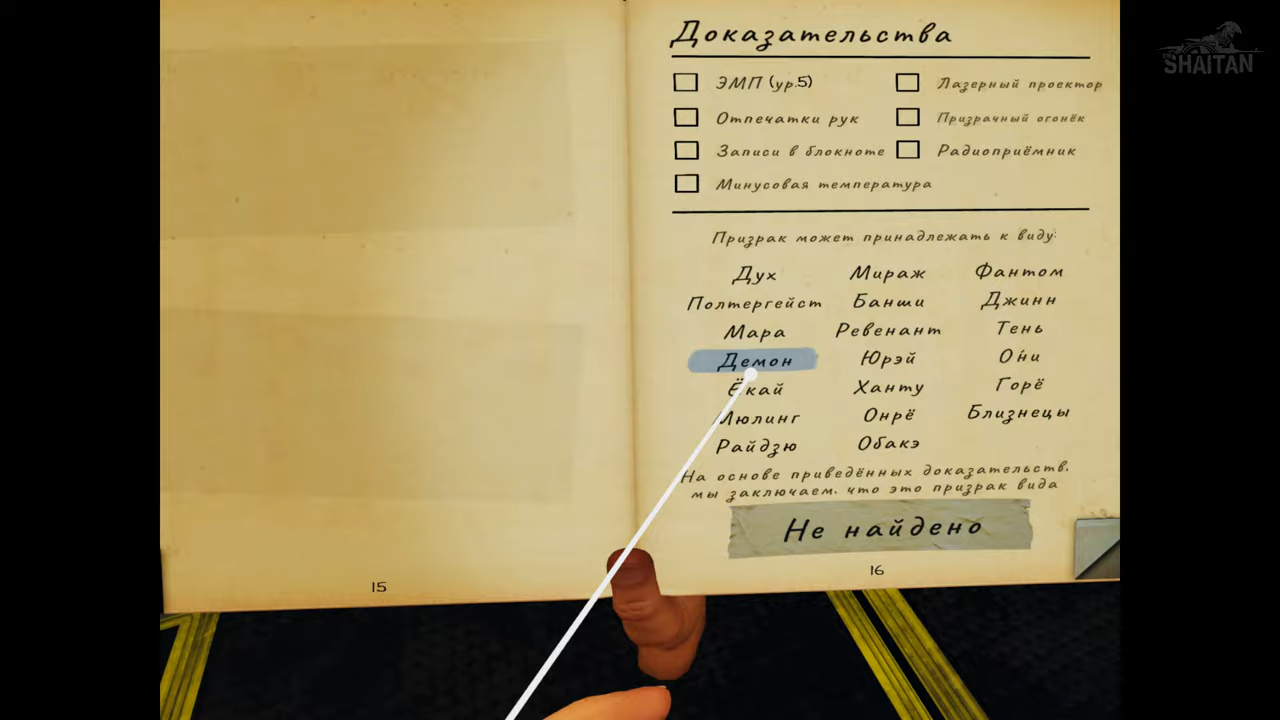 SHAITAN
Доказательства
ЭМП (ур.5) Лазерный проектор
Отпечатки рук Призрачный огонёк
Записи в блокноте Радиоприёмник
Минусовая температура
Призрак может принадлежать к виду:
Дух Мираж Фантом
Полтергейст Банши Джинн
Мара Ревенант Тень
Демон Юрэй Они
Ёкай Ханту Горё
Мюлинг Онрё Близнецы
Райдзю Обакэ
На основе приведённых доказательств,
мы заключаем, что это призрак вида
Не найдено
15 16